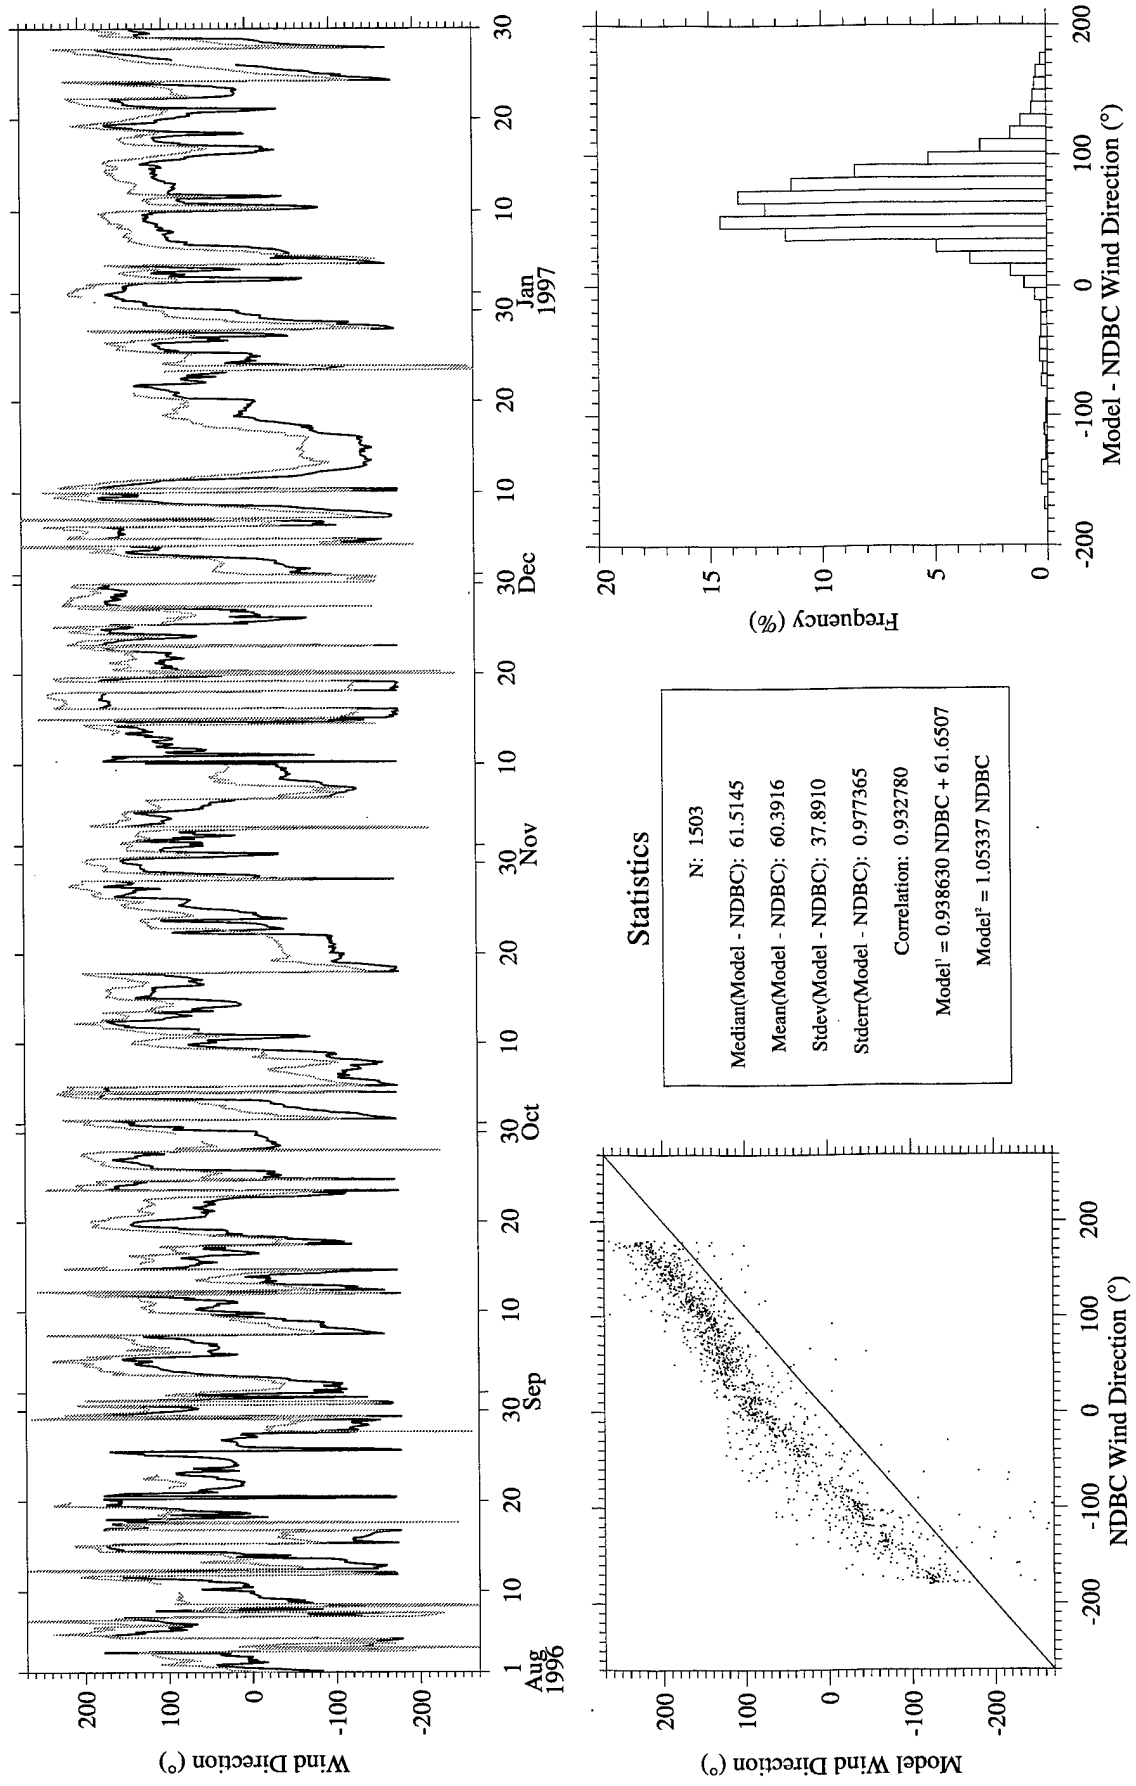 Wind Direction (°)
200
100
0
-100
-200
1
10
20
30
10
20
30
10
20
30
10
20
30
10
20
30
10
20
30
Aug
1996
Sep
Oct
Nov
Dec
Jan
1997
Model Wind Direction (°)
200
100
0
-100
-200
-200
-100
0
100
200
NDBC Wind Direction (°)
Statistics
N: 1503
Median(Model - NDBC): 61.5145
Mean(Model - NDBC): 60.3916
Stdev(Model - NDBC): 37.8910
Stderr(Model - NDBC): 0.977365
Correlation: 0.932780
Model¹ = 0.938630 NDBC + 61.6507
Model² = 1.05337 NDBC
Frequency (%)
20
15
10
5
0
-200
-100
0
100
200
Model - NDBC Wind Direction (°)